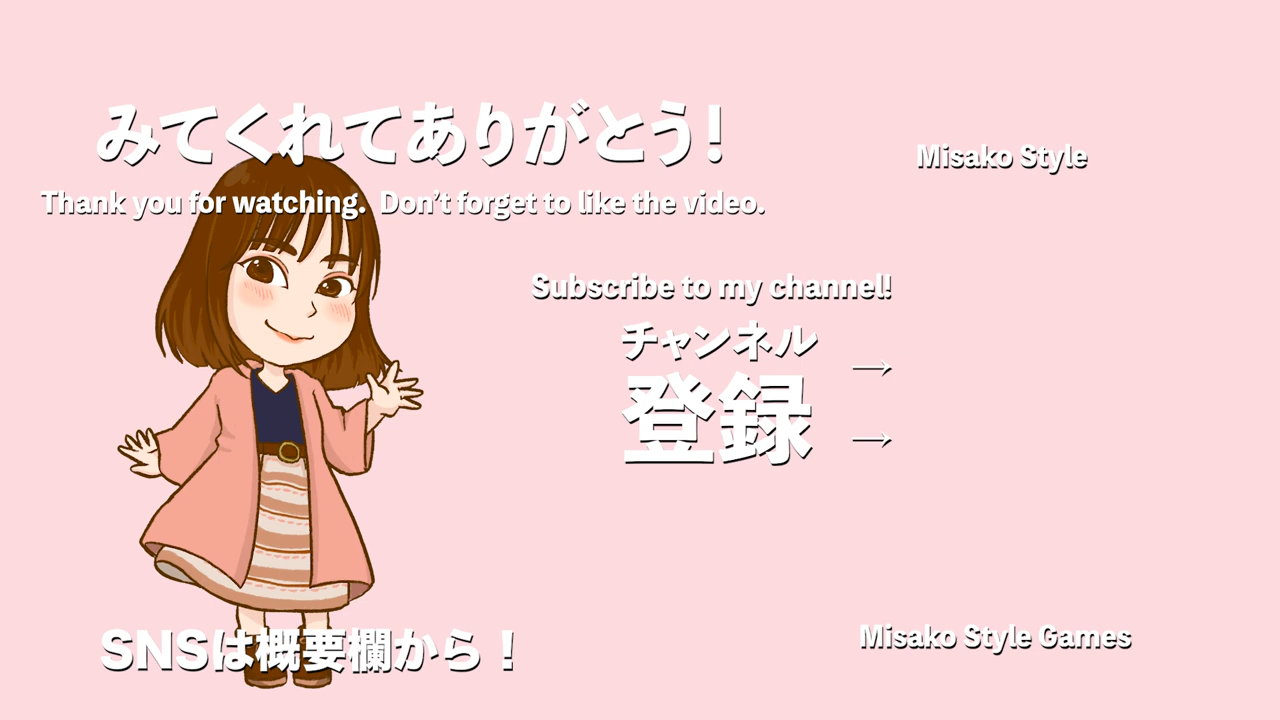 みてくれてありがとう!
Misako Style
Thank you for watching. Don't forget to like the video.
Subscribe to my channel!
チャンネル
登録
→
→
SNSは概要欄から！
Misako Style Games